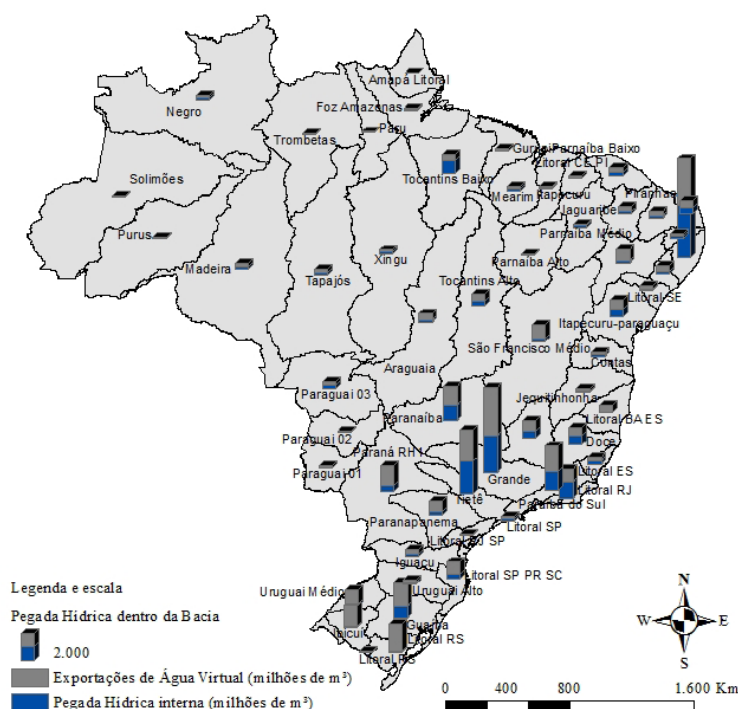 Amapá Litoral
Negro
Foz Amazonas
Trombetas
Paru
Gurupi
Parnaíba Baixo
Litoral CE PI
Solimões
Tocantins Baixo
Mearim
Itapecuru
Piranhas
Jaguaribe
Purus
Parnaíba Médio
Madeira
Tapajós
Xingu
Parnaíba Alto
Tocantins Alto
Litoral SE
Itapecuru-paraguaçu
São Francisco Médio
Contas
Araguaia
Paraguai 03
Jequitinhonha
Paranaíba
Litoral BA ES
Paraguai 02
Doce
Paraná RH1
Paraguai 01
Grande
Litoral ES
Litoral RJ
Tietê
Paraíba do Sul
Paranapanema
Litoral SP
Litoral RJ SP
Iguaçu
Litoral SP PR SC
Uruguai Médio
Uruguai Alto
Ibicuí
Guaíba
Litoral RS
Litoral RS
Legenda e escala
Pegada Hídrica dentro da Bacia
2.000
Exportações de Água Virtual (milhões de m³)
Pegada Hídrica interna (milhões de m³)
N
W
E
S
0 400 800 1.600 Km